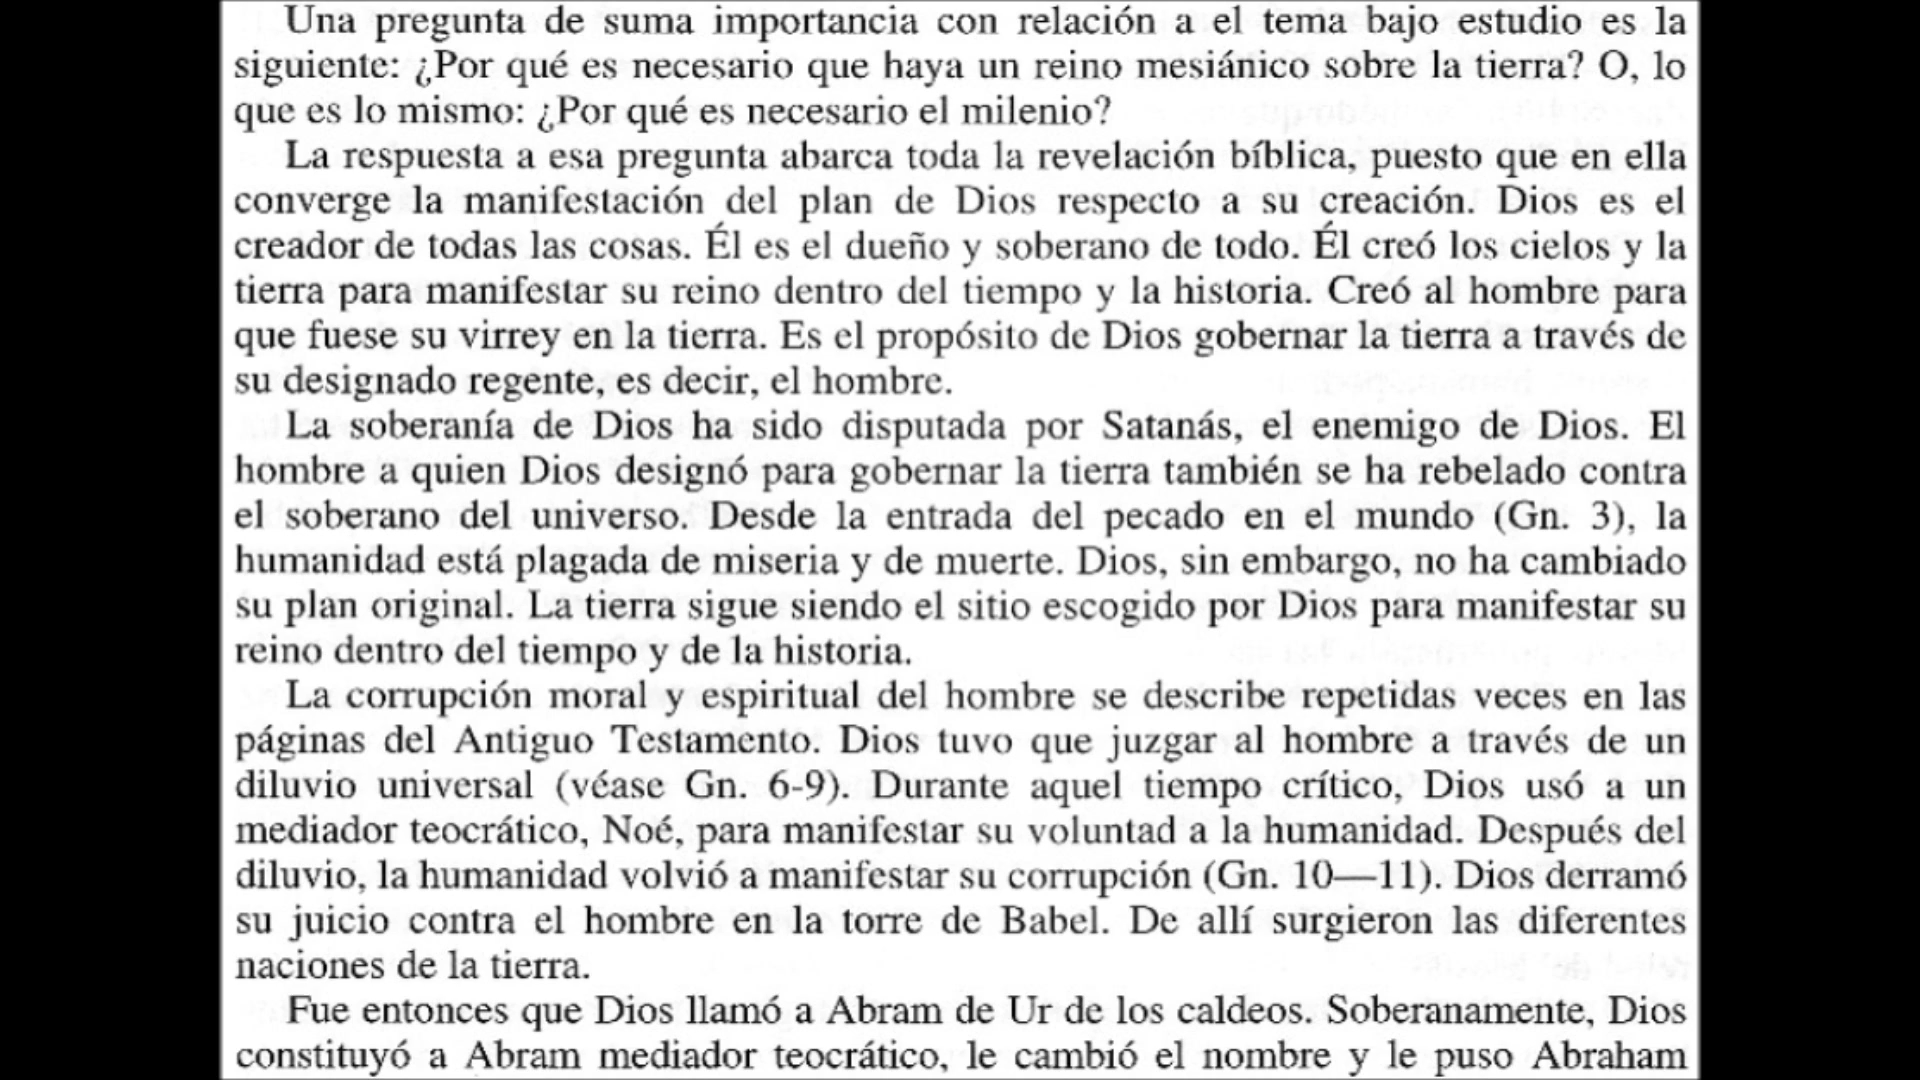 Una pregunta de suma importancia con relación a el tema bajo estudio es la
siguiente: ¿Por qué es necesario que haya un reino mesiánico sobre la tierra? O, lo
que es lo mismo: ¿Por qué es necesario el milenio?
La respuesta a esa pregunta abarca toda la revelación bíblica, puesto que en ella
converge la manifestación del plan de Dios respecto a su creación. Dios es el
creador de todas las cosas. Él es el dueño y soberano de todo. Él creó los cielos y la
tierra para manifestar su reino dentro del tiempo y la historia. Creó al hombre para
que fuese su virrey en la tierra. Es el propósito de Dios gobernar la tierra a través de
su designado regente, es decir, el hombre.
La soberanía de Dios ha sido disputada por Satanás, el enemigo de Dios. El
hombre a quien Dios designó para gobernar la tierra también se ha rebelado contra
el soberano del universo. Desde la entrada del pecado en el mundo (Gn. 3), la
humanidad está plagada de miseria y de muerte. Dios, sin embargo, no ha cambiado
su plan original. La tierra sigue siendo el sitio escogido por Dios para manifestar su
reino dentro del tiempo y de la historia.
La corrupción moral y espiritual del hombre se describe repetidas veces en las
páginas del Antiguo Testamento. Dios tuvo que juzgar al hombre a través de un
diluvio universal (véase Gn. 6-9). Durante aquel tiempo crítico, Dios usó a un
mediador teocrático, Noé, para manifestar su voluntad a la humanidad. Después del
diluvio, la humanidad volvió a manifestar su corrupción (Gn. 10—11). Dios derramó
su juicio contra el hombre en la torre de Babel. De allí surgieron las diferentes
naciones de la tierra.
Fue entonces que Dios llamó a Abram de Ur de los caldeos. Soberanamente, Dios
constituyó a Abram mediador teocrático, le cambió el nombre y le puso Abraham